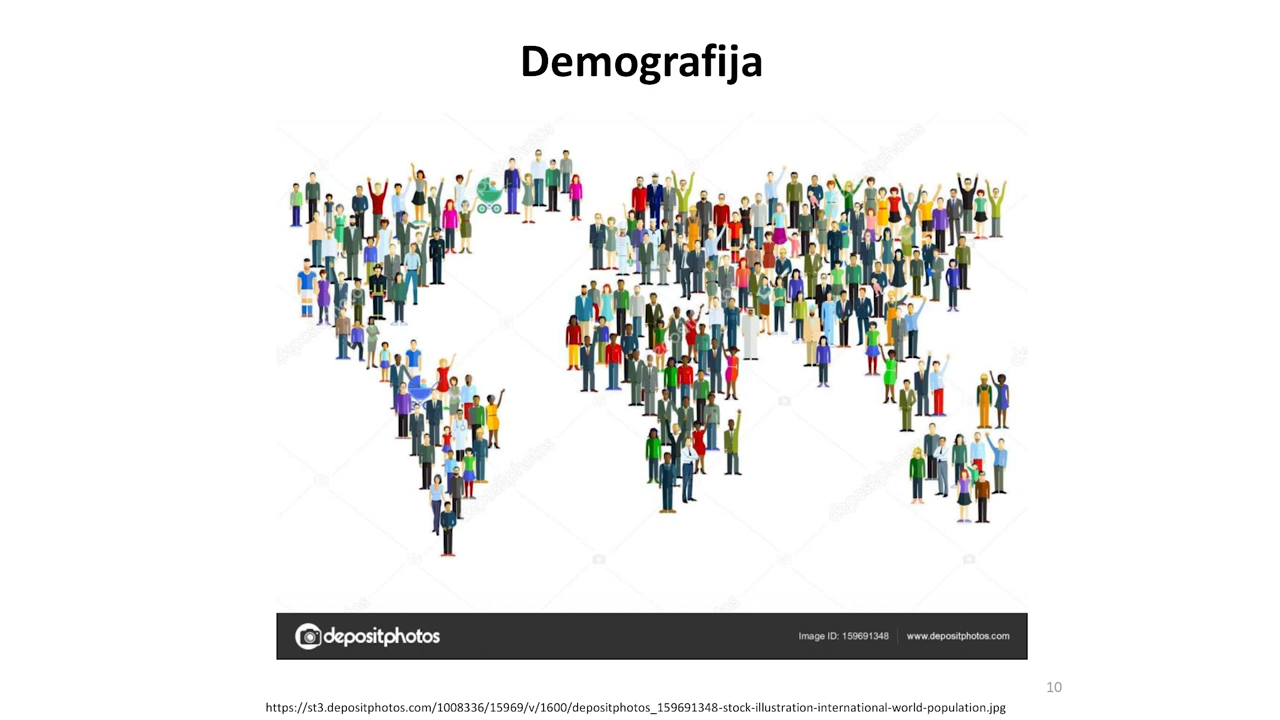 Demografija
depositphotos
Image ID: 159691348 www.depositphotos.com
10
https://st3.depositphotos.com/1008336/15969/v/1600/depositphotos_159691348-stock-illustration-international-world-population.jpg